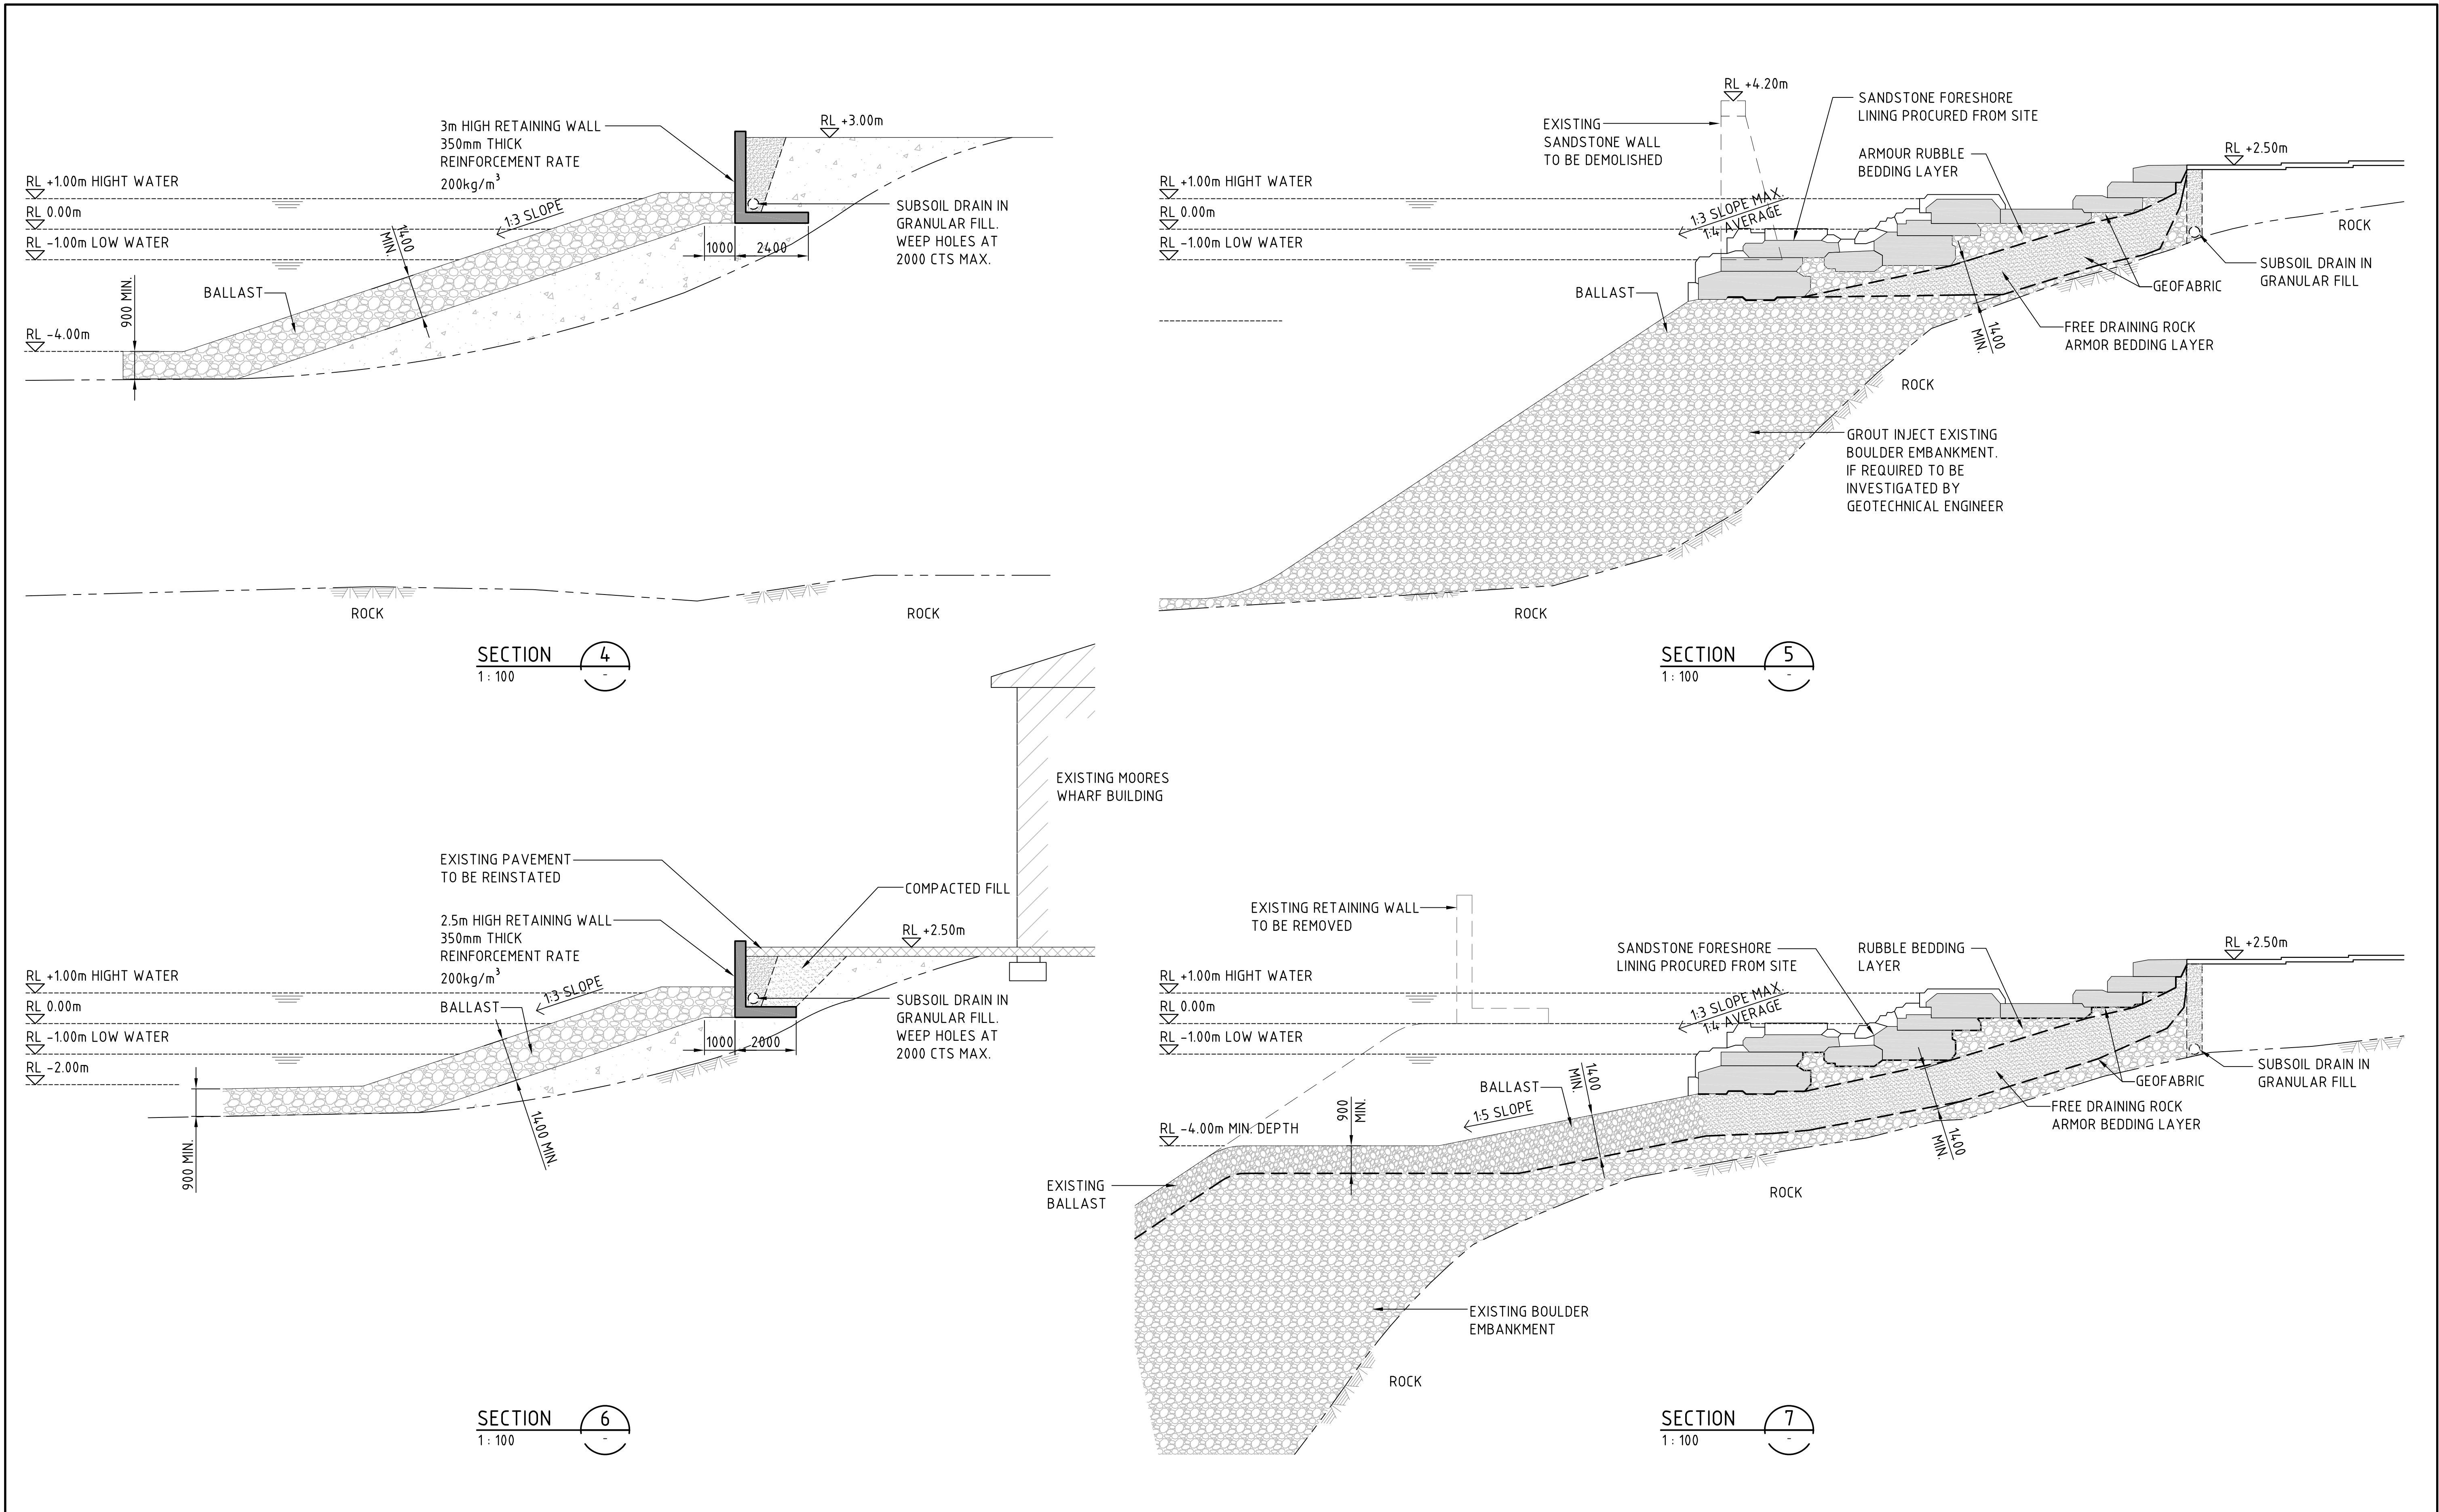 3m HIGH RETAINING WALL
350mm THICK
REINFORCEMENT RATE
200kg/m³
RL +3.00m
RL +1.00m HIGHT WATER
RL 0.00m
RL -1.00m LOW WATER
1:3 SLOPE
1400
MIN.
SUBSOIL DRAIN IN
GRANULAR FILL.
WEEP HOLES AT
2000 CTS MAX.
1000
2400
BALLAST
900 MIN.
RL -4.00m
ROCK
ROCK
SECTION 4
1 : 100 -
RL +4.20m
EXISTING
SANDSTONE WALL
TO BE DEMOLISHED
SANDSTONE FORESHORE
LINING PROCURED FROM SITE
ARMOUR RUBBLE
BEDDING LAYER
RL +2.50m
RL +1.00m HIGHT WATER
RL 0.00m
RL -1.00m LOW WATER
1:3 SLOPE MAX.
1:4 AVERAGE
ROCK
SUBSOIL DRAIN IN
GRANULAR FILL
BALLAST
GEOFABRIC
1400
MIN.
FREE DRAINING ROCK
ARMOR BEDDING LAYER
ROCK
GROUT INJECT EXISTING
BOULDER EMBANKMENT.
IF REQUIRED TO BE
INVESTIGATED BY
GEOTECHNICAL ENGINEER
ROCK
SECTION 5
1 : 100 -
EXISTING MOORES
WHARF BUILDING
EXISTING PAVEMENT
TO BE REINSTATED
COMPACTED FILL
2.5m HIGH RETAINING WALL
350mm THICK
REINFORCEMENT RATE
200kg/m³
RL +2.50m
RL +1.00m HIGHT WATER
RL 0.00m
RL -1.00m LOW WATER
RL -2.00m
1:3 SLOPE
BALLAST
SUBSOIL DRAIN IN
GRANULAR FILL.
WEEP HOLES AT
2000 CTS MAX.
1000
2000
1400 MIN.
900 MIN.
SECTION 6
1 : 100 -
EXISTING RETAINING WALL
TO BE REMOVED
SANDSTONE FORESHORE
LINING PROCURED FROM SITE
RUBBLE BEDDING
LAYER
RL +2.50m
RL +1.00m HIGHT WATER
RL 0.00m
RL -1.00m LOW WATER
1:3 SLOPE MAX.
1:4 AVERAGE
SUBSOIL DRAIN IN
GRANULAR FILL
BALLAST
1400
MIN.
900
MIN.
1:5 SLOPE
GEOFABRIC
FREE DRAINING ROCK
ARMOR BEDDING LAYER
1400
MIN.
RL -4.00m MIN. DEPTH
EXISTING
BALLAST
ROCK
EXISTING BOULDER
EMBANKMENT
ROCK
SECTION 7
1 : 100 -